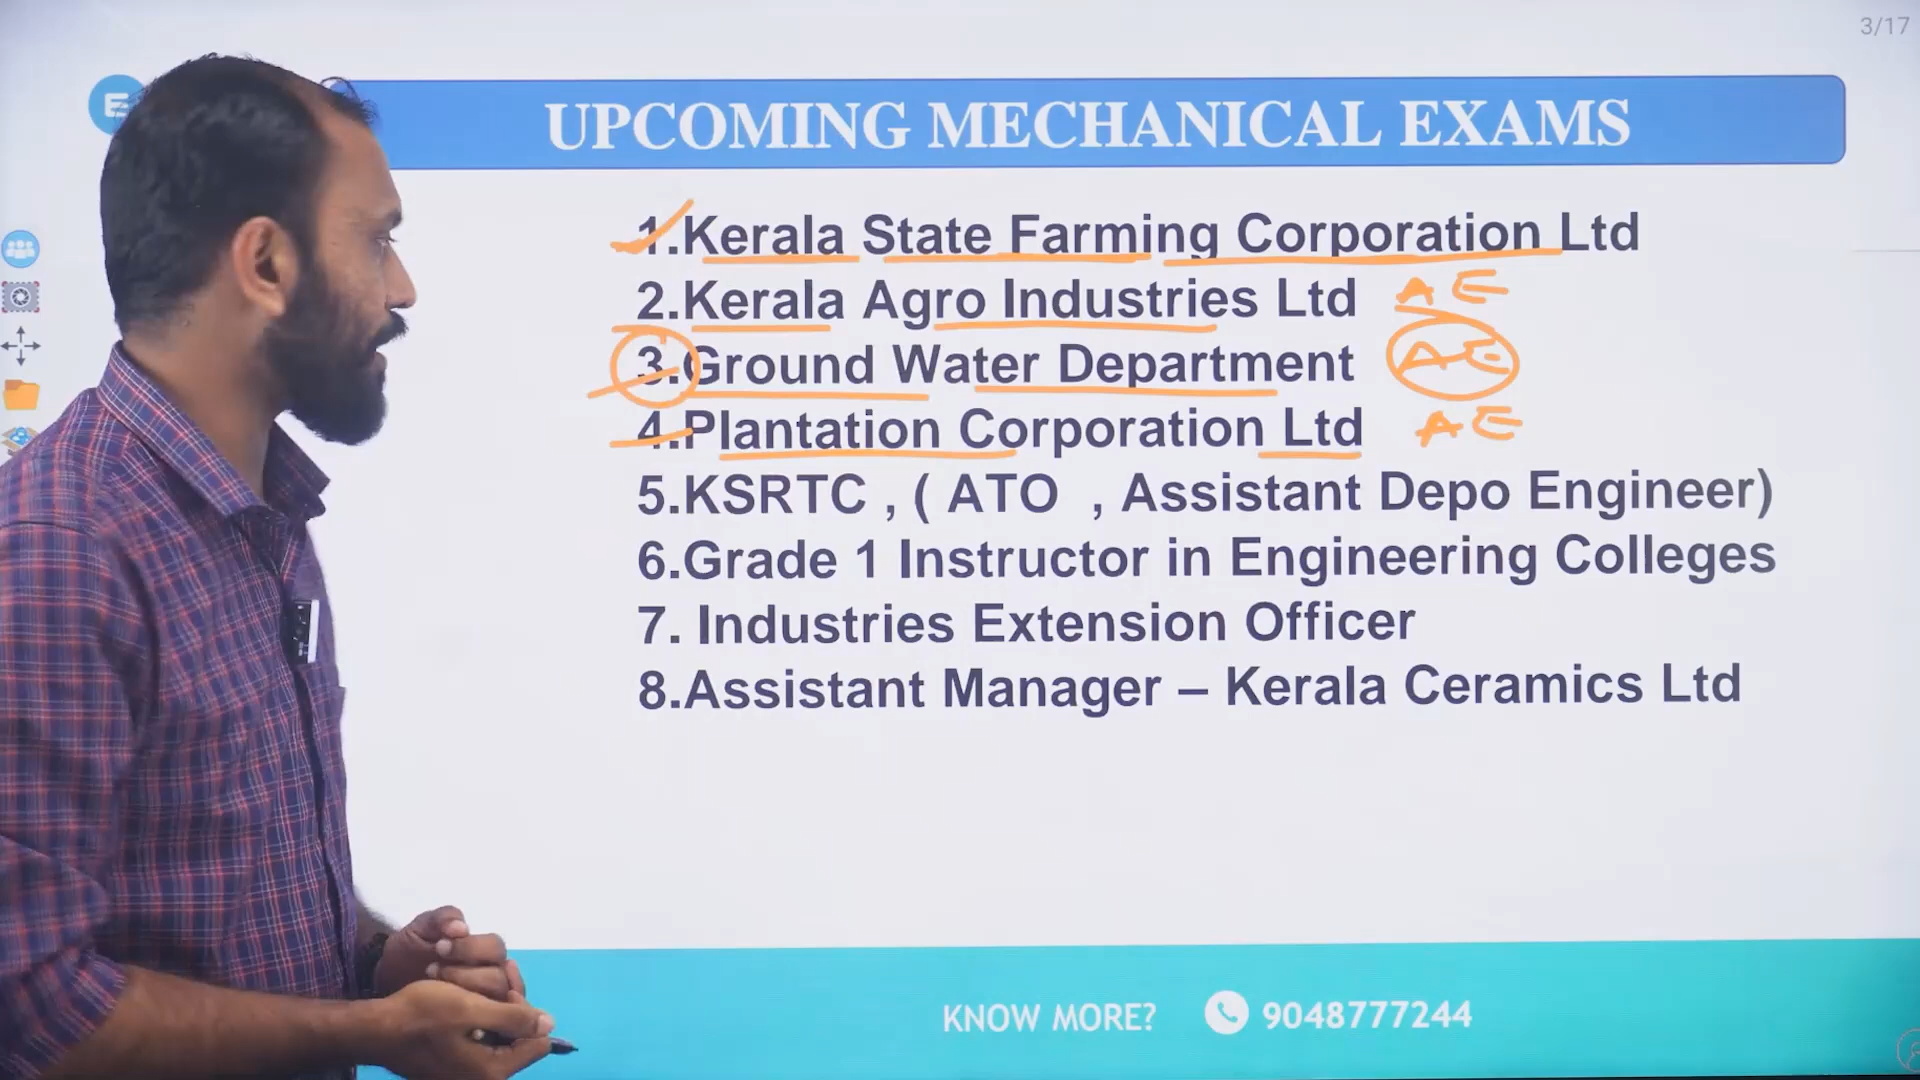 3/17
E
UPCOMING MECHANICAL EXAMS
1.Kerala State Farming Corporation Ltd
2.Kerala Agro Industries Ltd AE
3.Ground Water Department AE
4.Plantation Corporation Ltd AE
5.KSRTC , ( ATO , Assistant Depo Engineer)
6.Grade 1 Instructor in Engineering Colleges
7. Industries Extension Officer
8.Assistant Manager – Kerala Ceramics Ltd
KNOW MORE? 9048777244